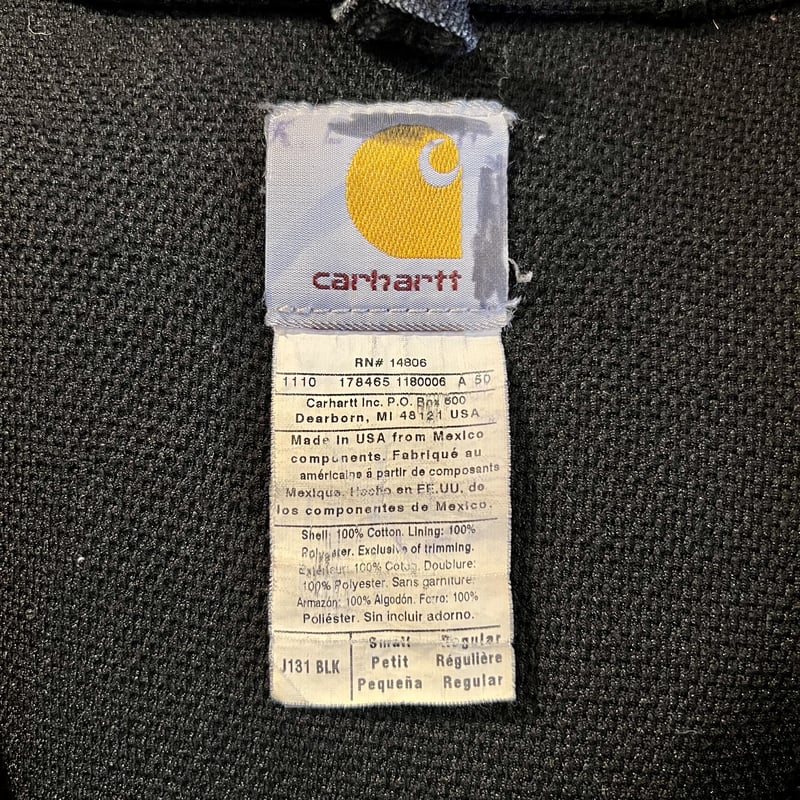 carhartt
RN# 14806
1110 178465 1180006 A 50
Carhartt Inc. P.O. Box 600
Dearborn, MI 48121 USA
Made in USA from Mexico
components. Fabriqué au
américaine à partir de composants
Mexique. Hecho en EE.UU. de
los componentes de Mexico.
Shell: 100% Cotton. Lining: 100%
Polyester. Exclusive of trimming.
Extérieur: 100% Coton. Doublure:
100% Polyester. Sans garniture.
Armazón: 100% Algodón. Forro: 100%
Poliéster. Sin incluir adorno.
Small Regular
J131 BLK Petit Régulière
Pequeña Regular